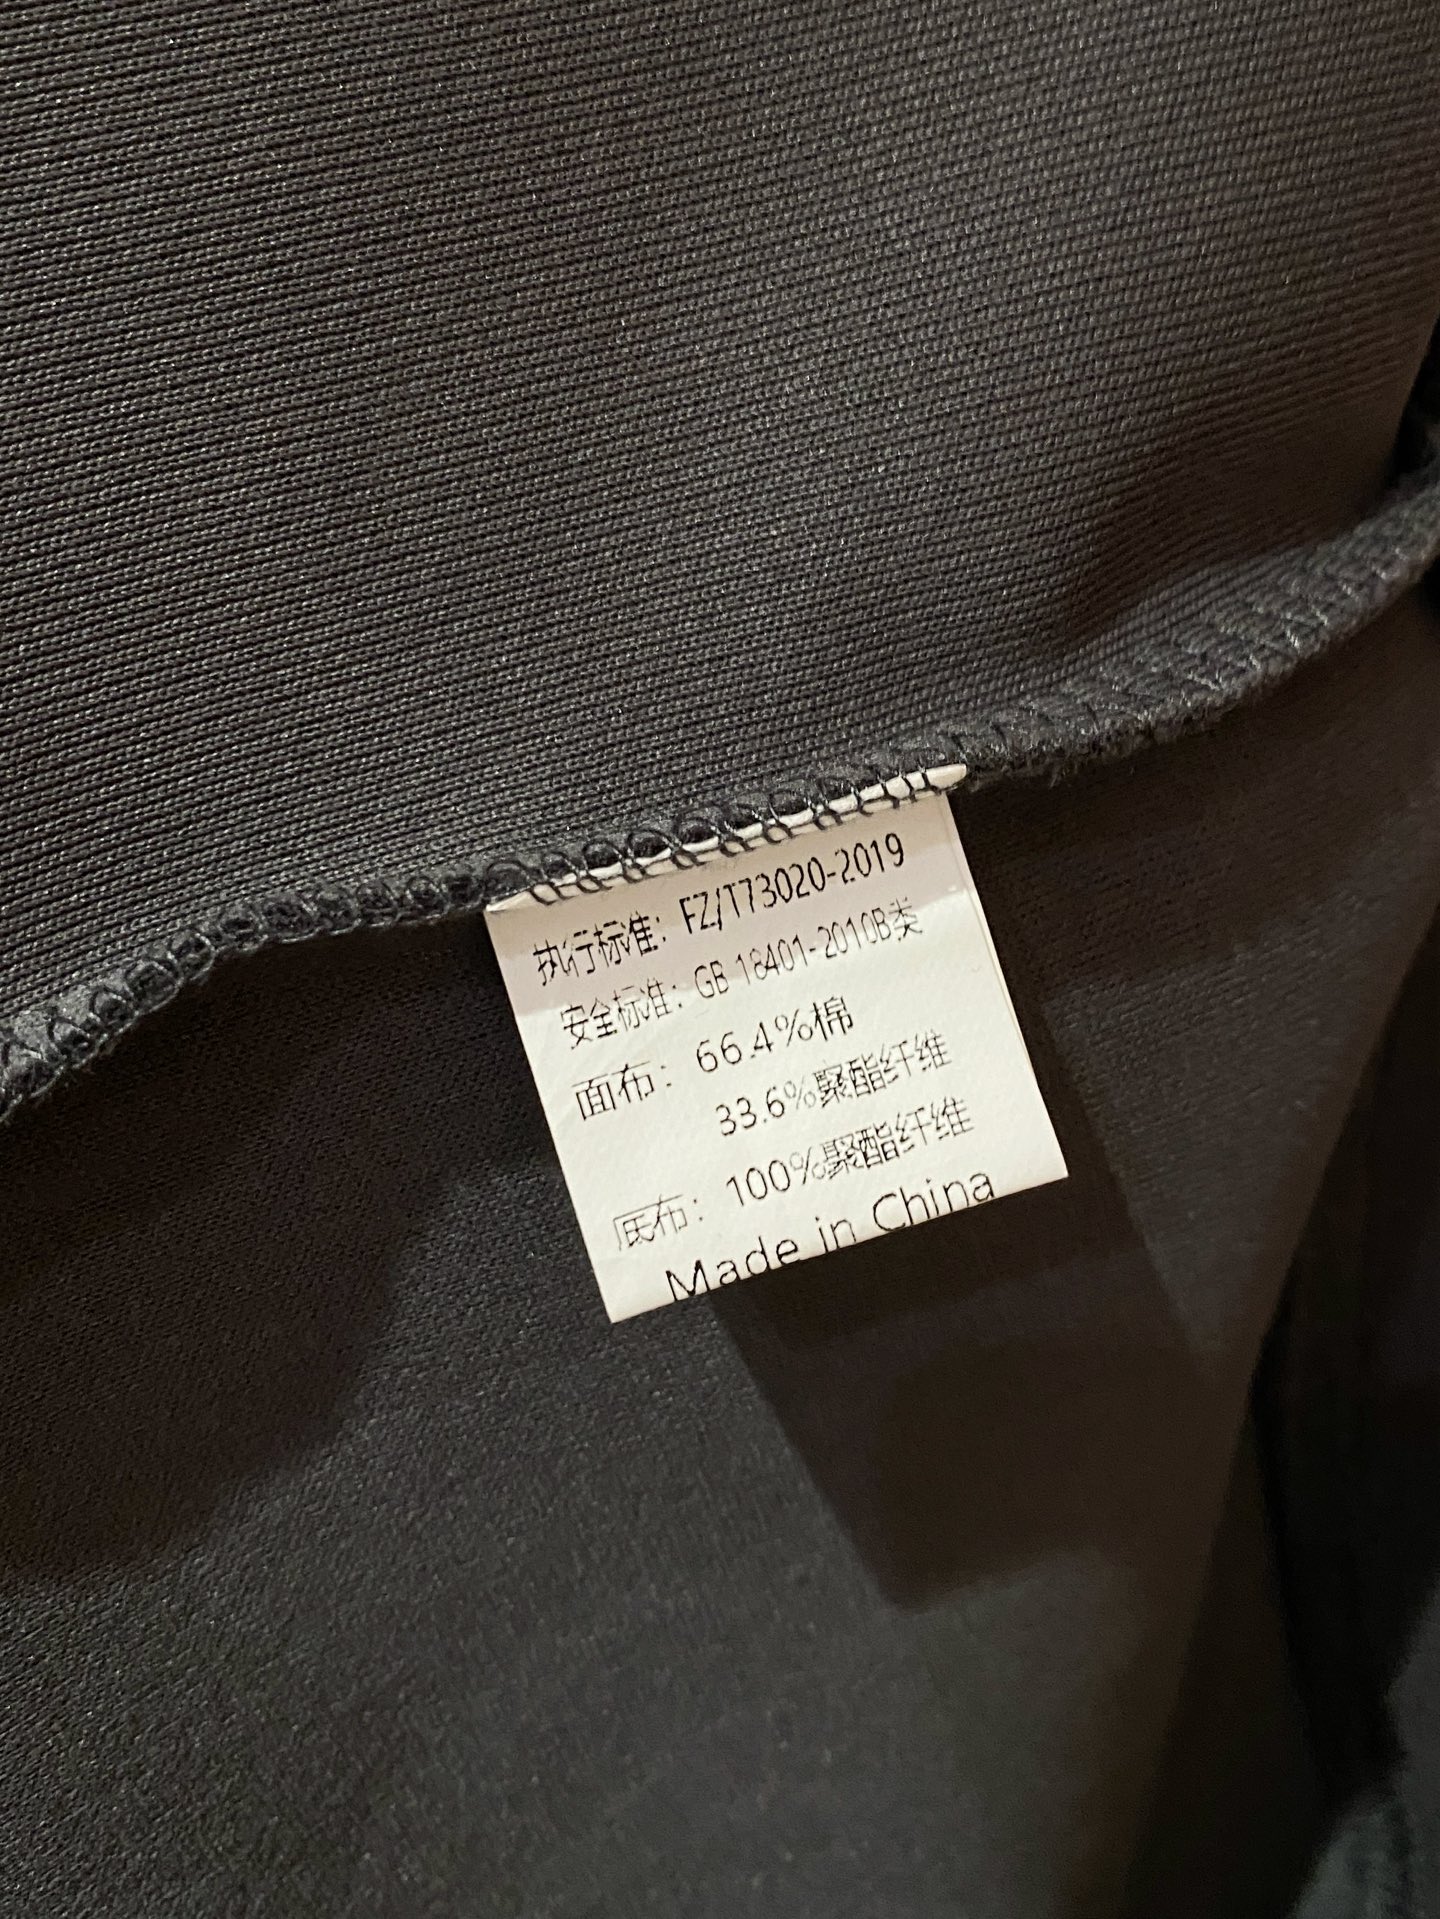 执行标准: FZ/T73020-2019
安全标准: GB 18401-2010B类
面布: 66.4%棉
33.6%聚酯纤维
底布: 100%聚酯纤维
Made in China